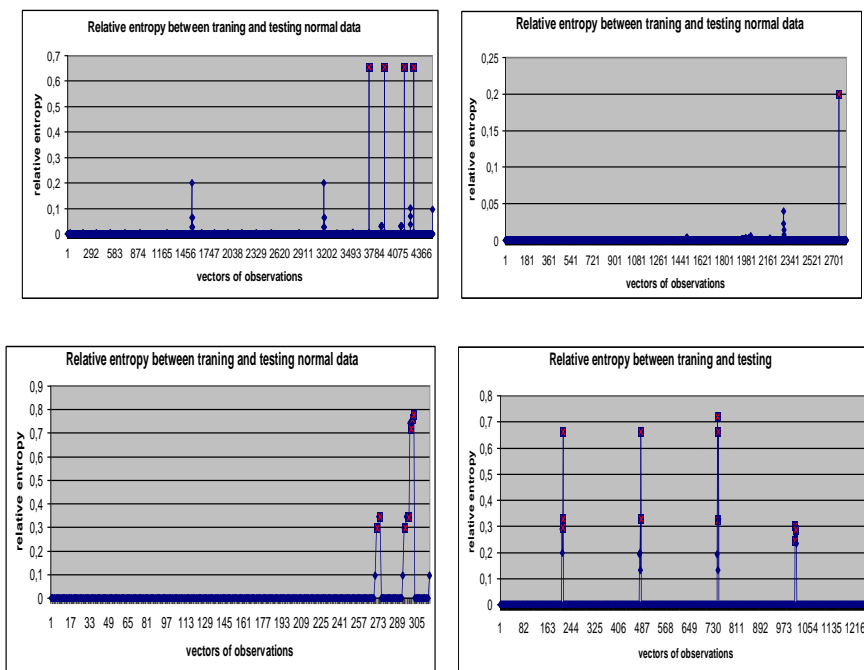 Relative entropy between traning and testing normal data
relative entropy
0,7
0,6
0,5
0,4
0,3
0,2
0,1
0
1 292 583 874 1165 1456 1747 2038 2329 2620 2911 3202 3493 3784 4075 4366
vectors of observations
Relative entropy between traning and testing normal data
relative entropy
0,25
0,2
0,15
0,1
0,05
0
1 181 361 541 721 901 1081 1261 1441 1621 1801 1981 2161 2341 2521 2701
vectors of observations
Relative entropy between traning and testing normal data
relative entropy
0,9
0,8
0,7
0,6
0,5
0,4
0,3
0,2
0,1
0
1 17 33 49 65 81 97 113 129 145 161 177 193 209 225 241 257 273 289 305
vectors of observations
Relative entropy between traning and testing
relative entropy
0,8
0,7
0,6
0,5
0,4
0,3
0,2
0,1
0
1 82 163 244 325 406 487 568 649 730 811 892 973 1054 1135 1216
vectors of observations